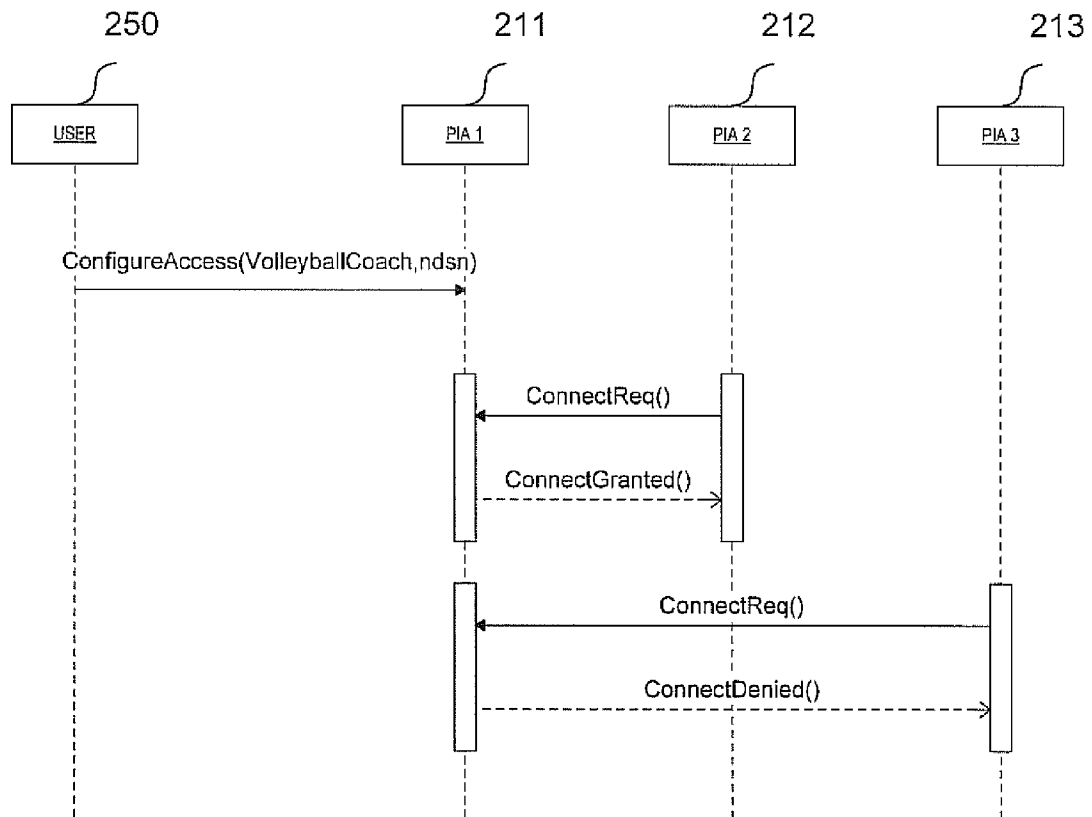 250
211
212
213
USER
PIA 1
PIA 2
PIA 3
ConfigureAccess(VolleyballCoach,ndsn)
ConnectReq()
ConnectGranted()
ConnectReq()
ConnectDenied()